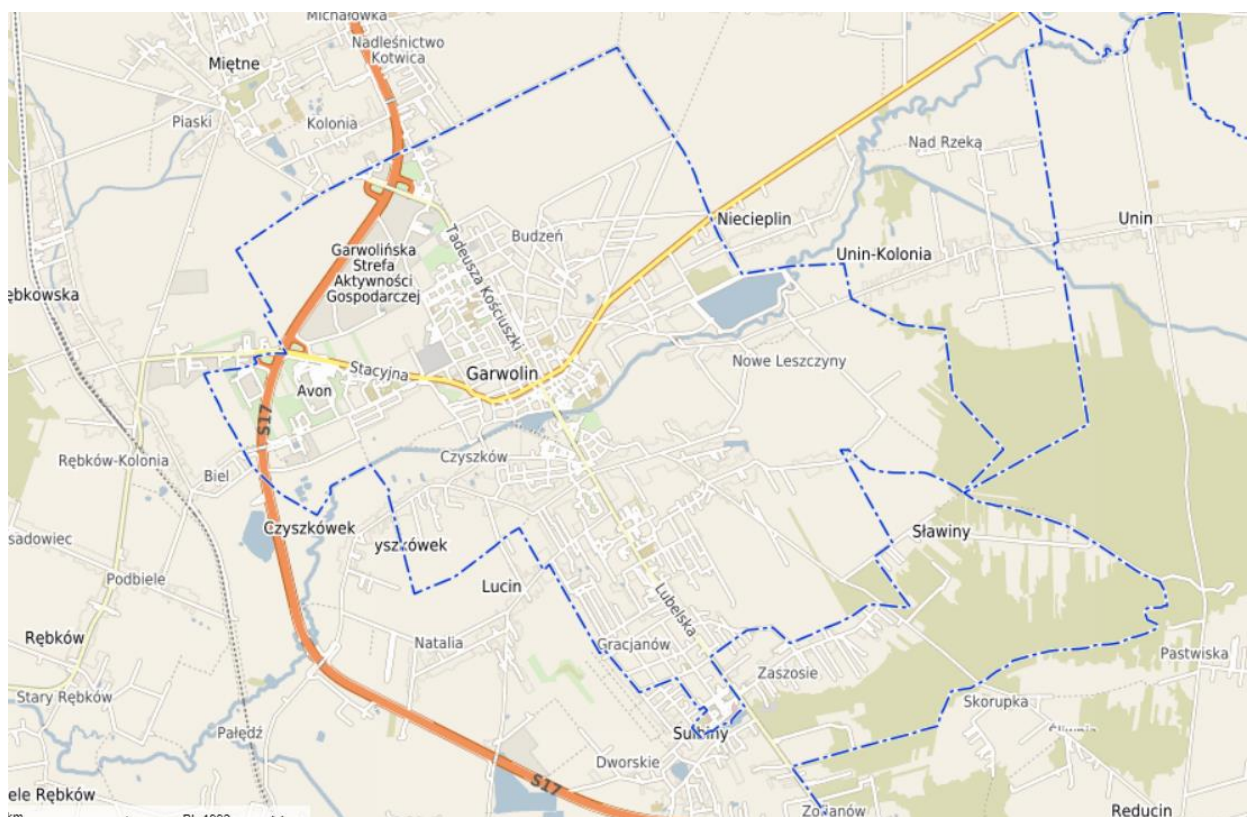 Michałówka
Nadleśnictwo
Kotwica
Miętne
Piaski
Kolonia
Nad Rzeką
Niecieplin
Unin
Budzeń
Tadeusza Kościuszki
Unin-Kolonia
Garwolińska
Strefa
Aktywności
Gospodarczej
ębkowska
Nowe Leszczyny
Stacyjna
Garwolin
Avon
S17
Rębków-Kolonia
Czyszków
Biel
Czyszkówek
yszkówek
Sławiny
sadowiec
Podbiele
Lucin
Lubelska
Rębków
Natalia
Gracjanów
Pastwiska
Zaszosie
Stary Rębków
Skorupka
Pałędź
Sulbiny
Dworskie
S17
ele Rębków
Reducin
km